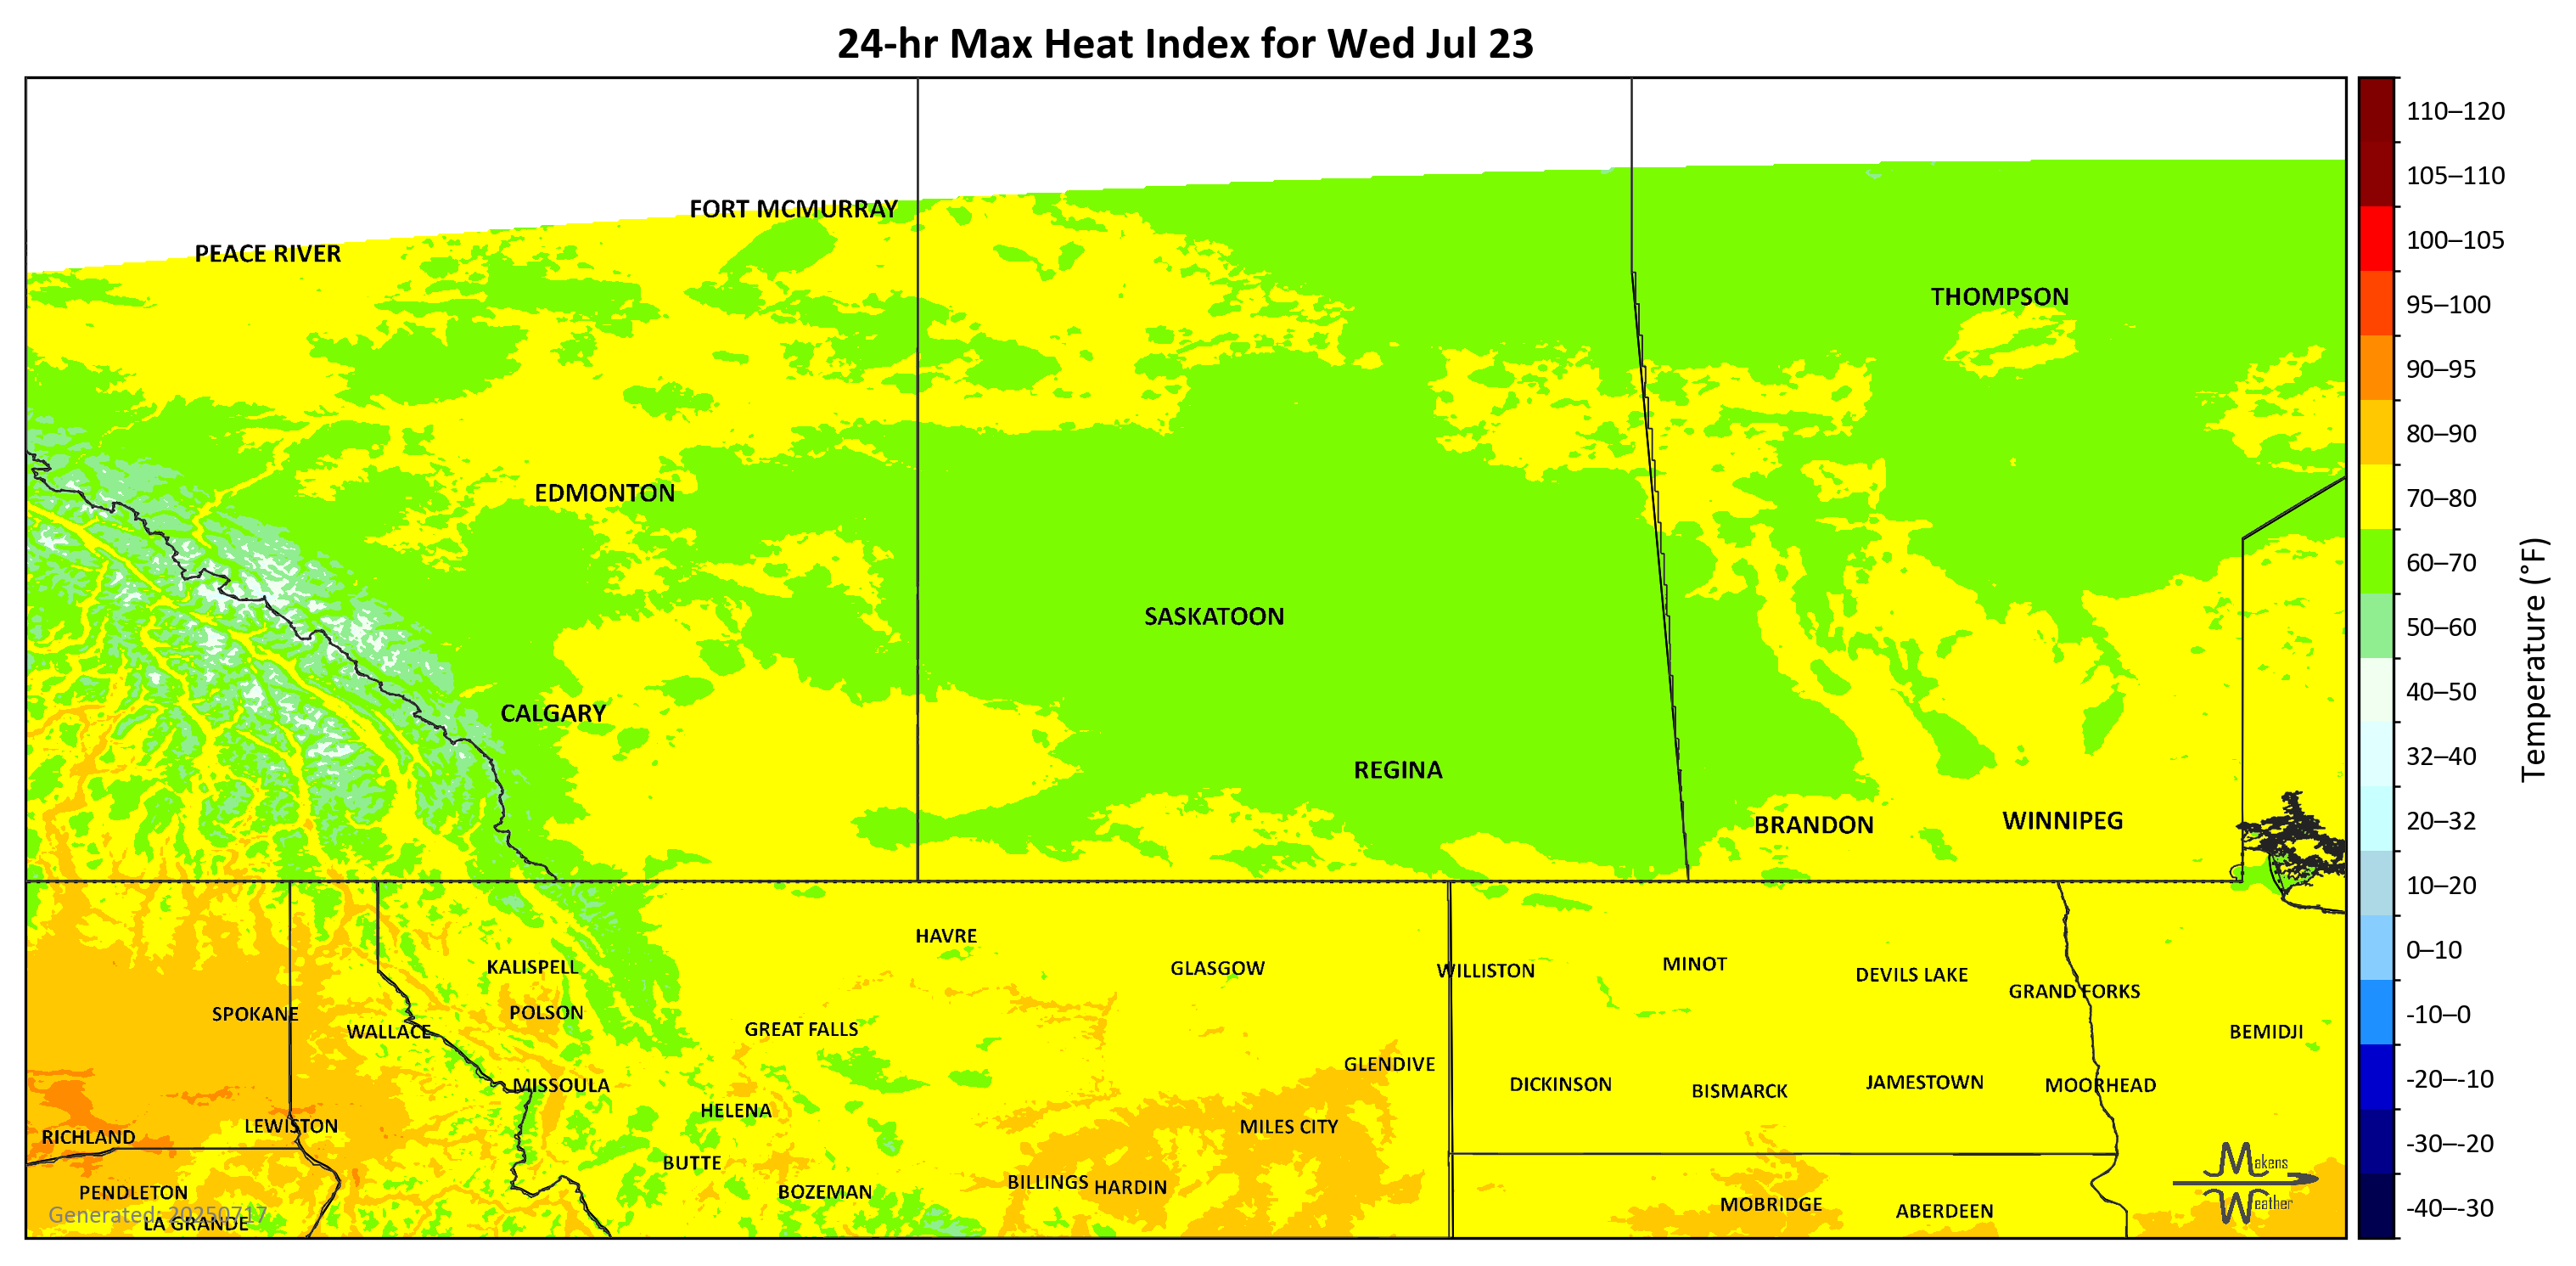 24-hr Max Heat Index for Wed Jul 23
FORT MCMURRAY
PEACE RIVER
THOMPSON
EDMONTON
SASKATOON
CALGARY
REGINA
BRANDON
WINNIPEG
HAVRE
KALISPELL
GLASGOW
WILLISTON
MINOT
DEVILS LAKE
GRAND FORKS
SPOKANE
POLSON
WALLACE
GREAT FALLS
BEMIDJI
GLENDIVE
MISSOULA
DICKINSON
BISMARCK
JAMESTOWN
MOORHEAD
HELENA
LEWISTON
MILES CITY
RICHLAND
BUTTE
BILLINGS
HARDIN
PENDLETON
BOZEMAN
MOBRIDGE
ABERDEEN
LA GRANDE
Generated: 20250717
Makens
Weather
110–120
105–110
100–105
95–100
90–95
80–90
70–80
60–70
50–60
40–50
32–40
20–32
10–20
0–10
-10–0
-20–-10
-30–-20
-40–-30
Temperature (°F)